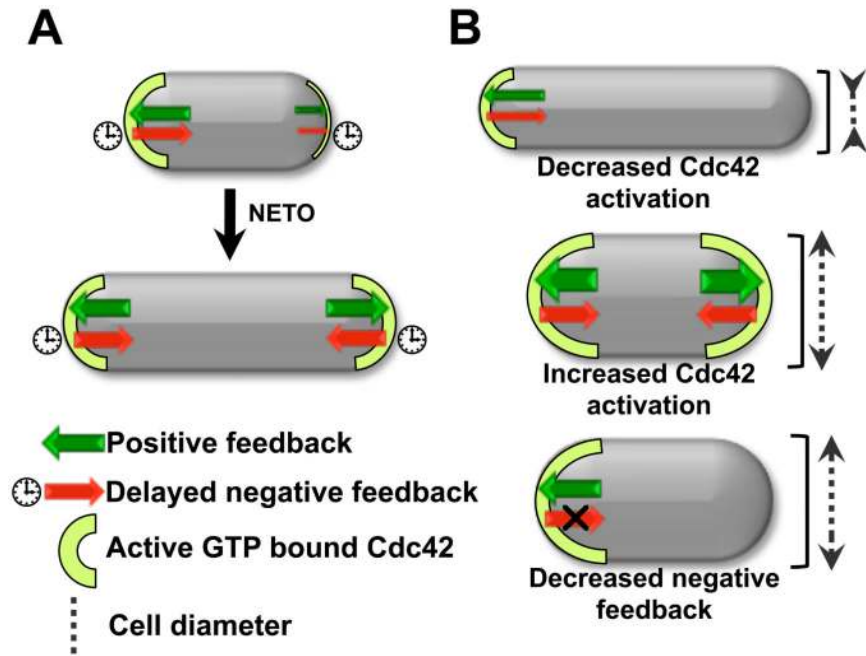 A
NETO
Positive feedback
Delayed negative feedback
Active GTP bound Cdc42
Cell diameter
B
Decreased Cdc42
activation
Increased Cdc42
activation
Decreased negative
feedback